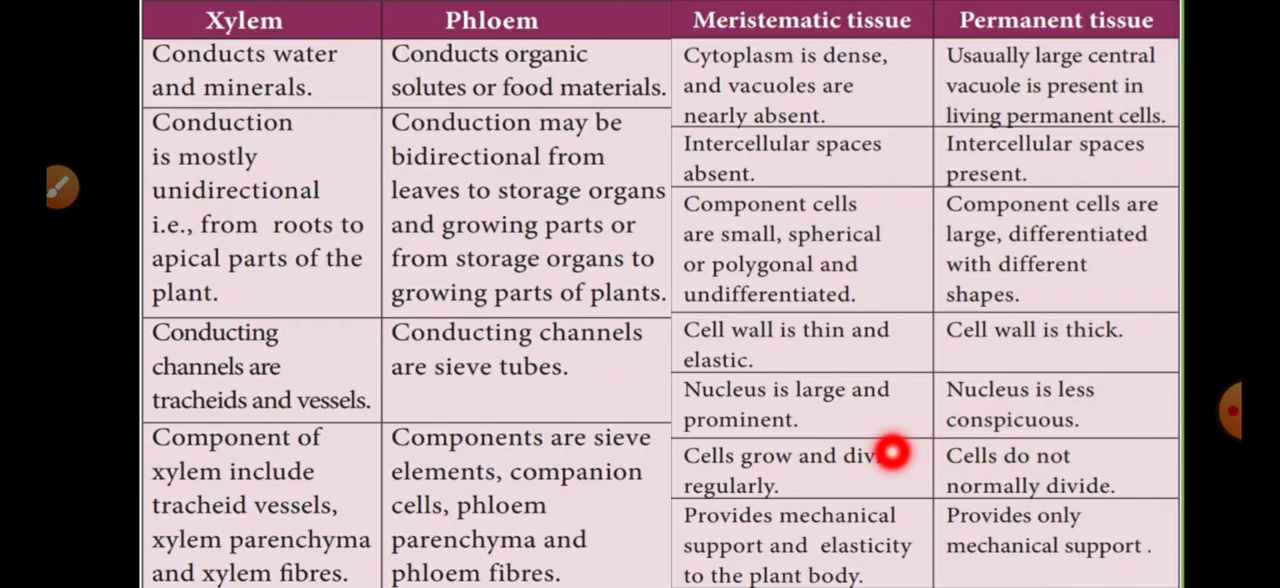 Xylem
Phloem
Conducts water
and minerals.
Conducts organic
solutes or food materials.
Conduction
is mostly
unidirectional
i.e., from roots to
apical parts of the
plant.
Conduction may be
bidirectional from
leaves to storage organs
and growing parts or
from storage organs to
growing parts of plants.
Conducting
channels are
tracheids and vessels.
Conducting channels
are sieve tubes.
Component of
xylem include
tracheid vessels,
xylem parenchyma
and xylem fibres.
Components are sieve
elements, companion
cells, phloem
parenchyma and
phloem fibres.
Meristematic tissue
Permanent tissue
Cytoplasm is dense,
and vacuoles are
nearly absent.
Usaually large central
vacuole is present in
living permanent cells.
Intercellular spaces
absent.
Intercellular spaces
present.
Component cells
are small, spherical
or polygonal and
undifferentiated.
Component cells are
large, differentiated
with different
shapes.
Cell wall is thin and
elastic.
Cell wall is thick.
Nucleus is large and
prominent.
Nucleus is less
conspicuous.
Cells grow and
regularly.
Cells do not
normally divide.
Provides mechanical
support and elasticity
to the plant body.
Provides only
mechanical support .